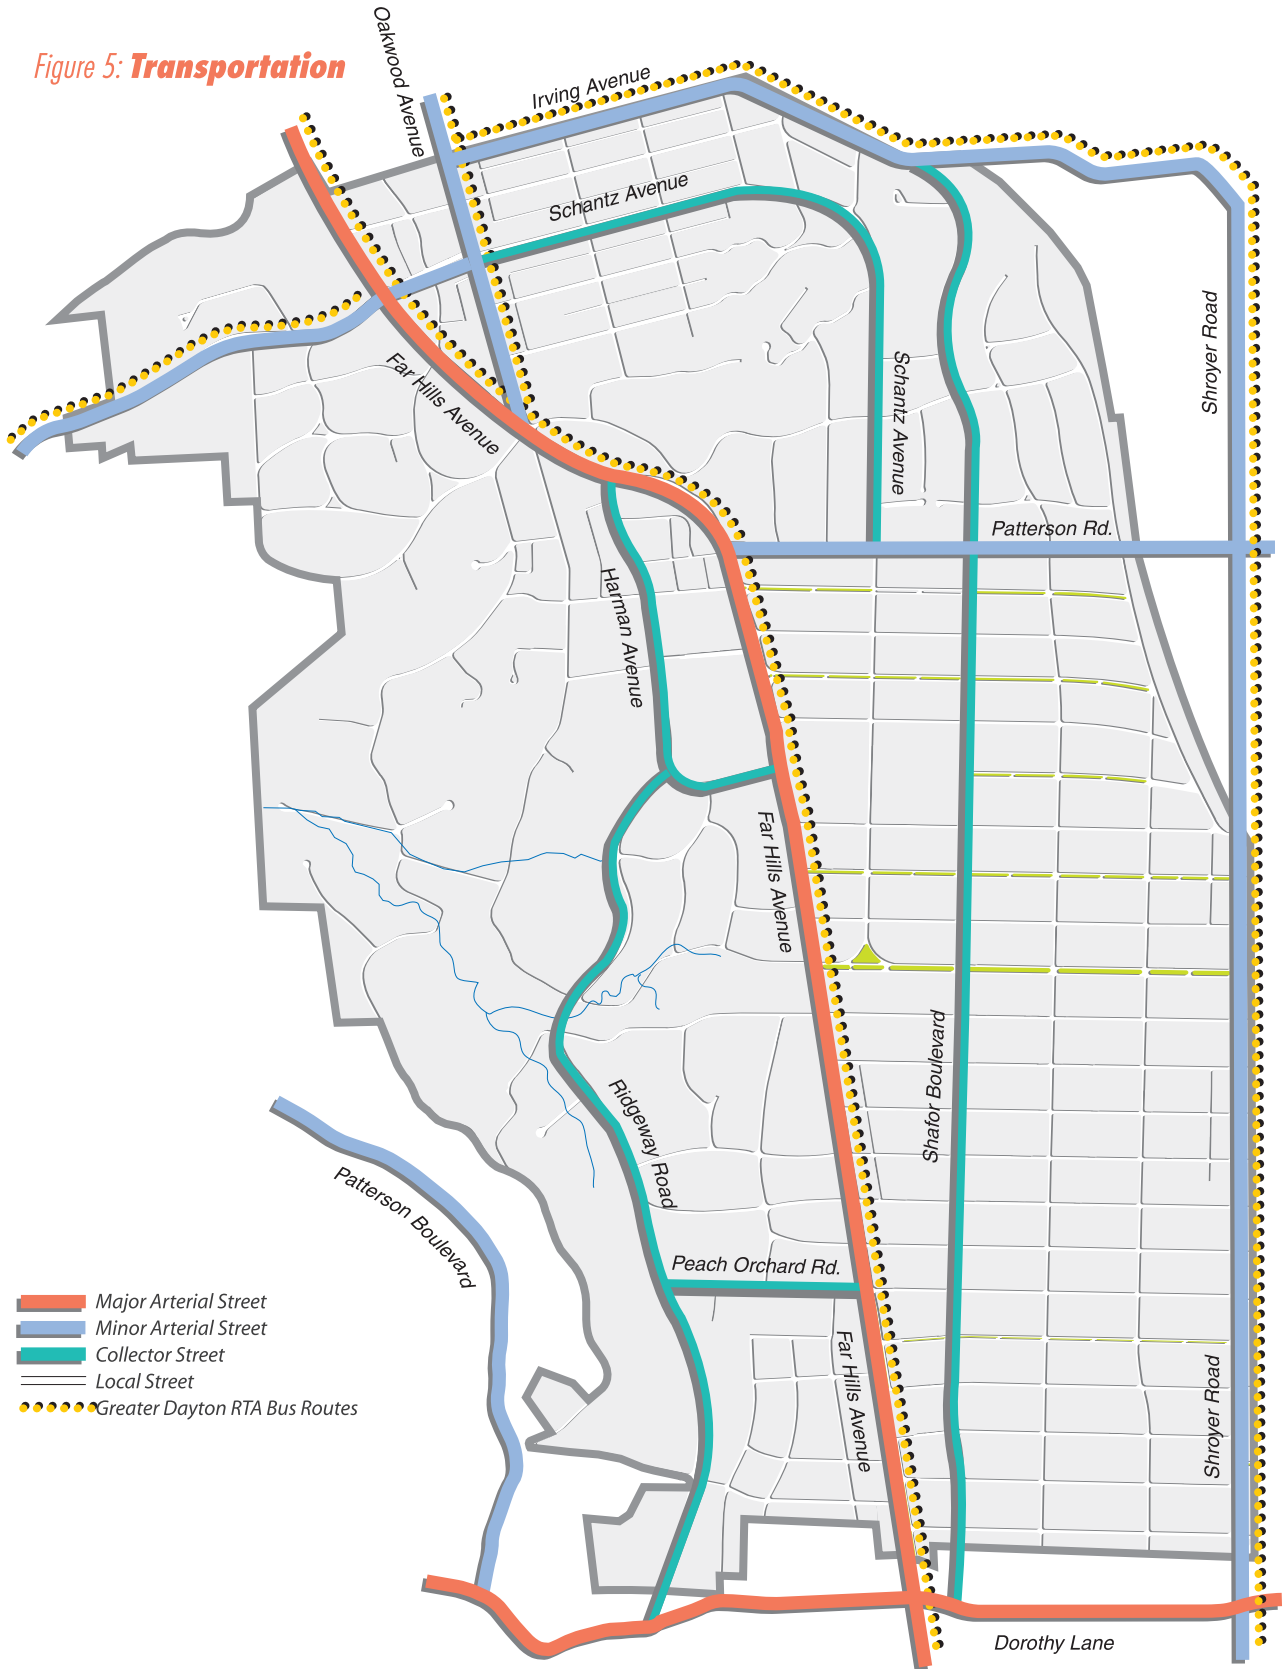 Figure 5: Transportation
Oakwood Avenue
Irving Avenue
Schantz Avenue
Shroyer Road
Far Hills Avenue
Schantz Avenue
Patterson Rd.
Harman Avenue
Far Hills Avenue
Shafor Boulevard
Ridgeway Road
Patterson Boulevard
Peach Orchard Rd.
Far Hills Avenue
Shroyer Road
Major Arterial Street
Minor Arterial Street
Collector Street
Local Street
Greater Dayton RTA Bus Routes
Dorothy Lane